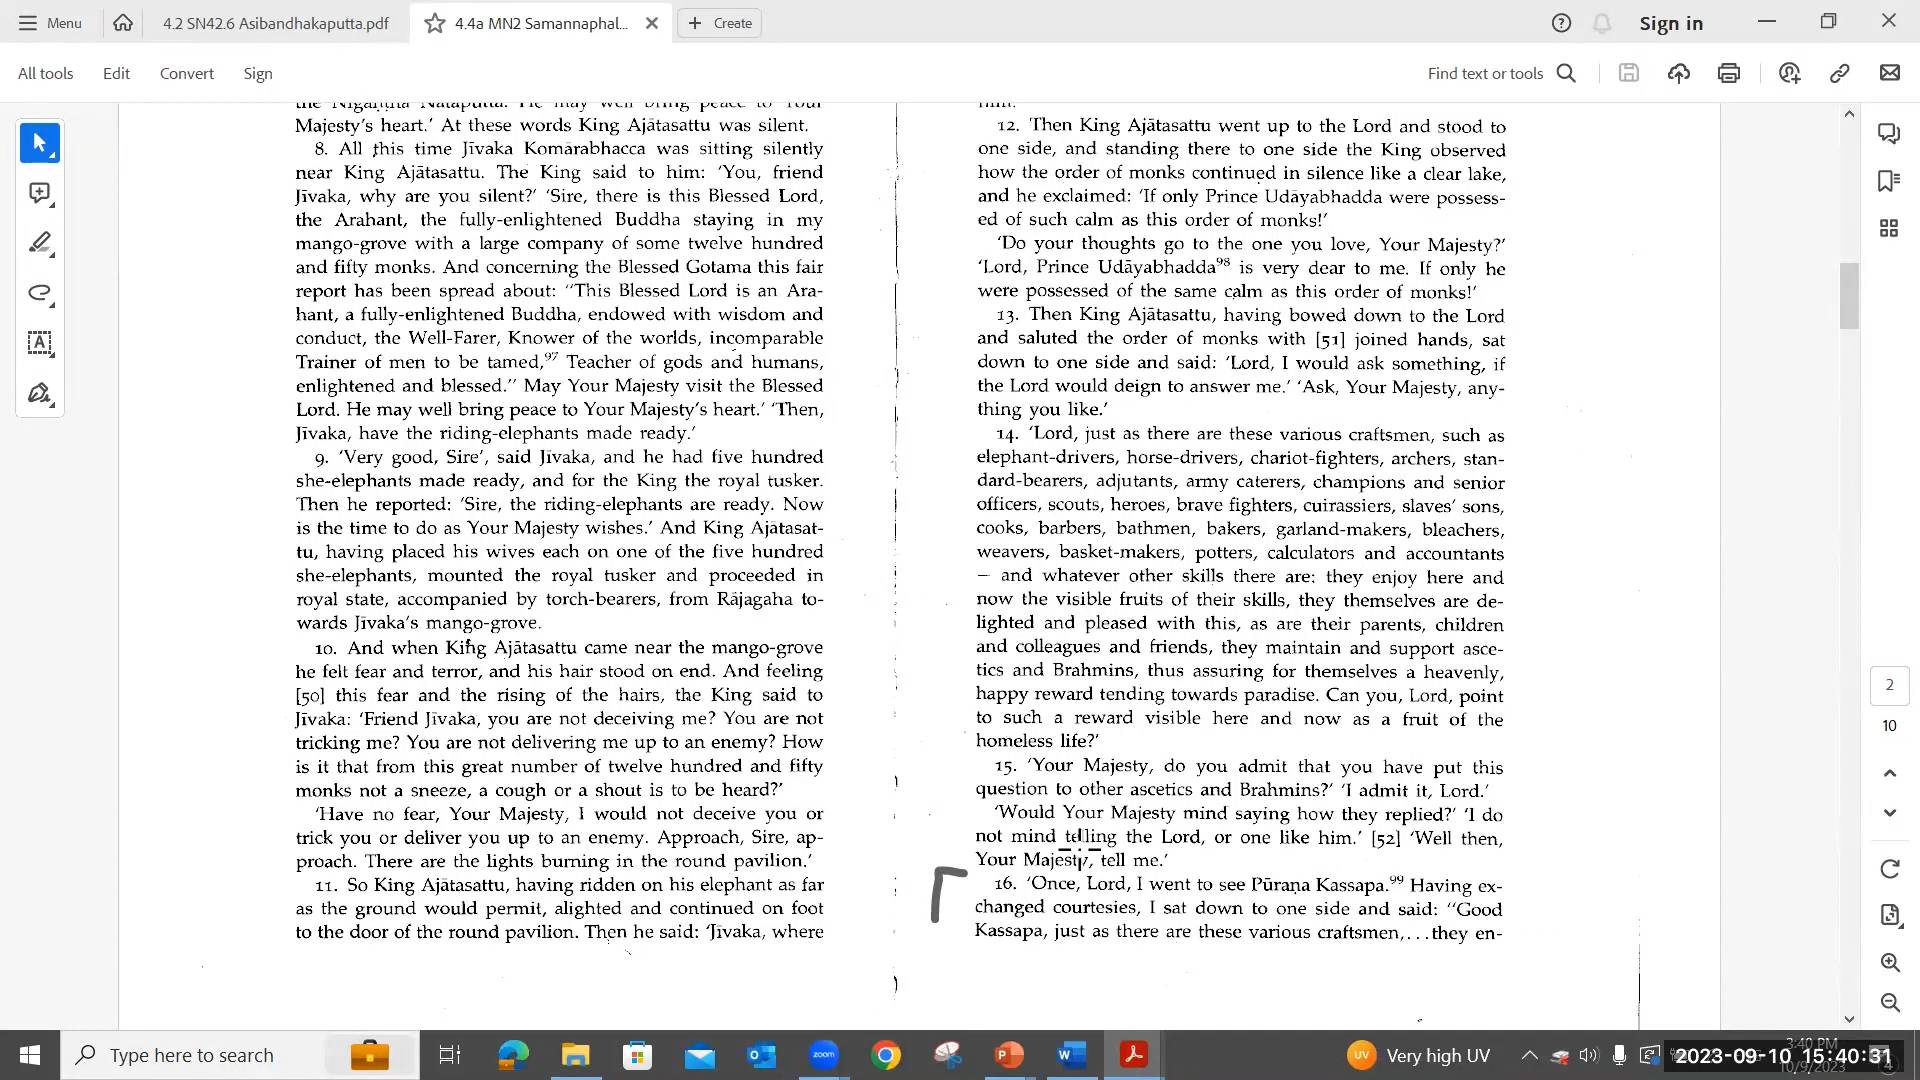 Menu
4.2 SN42.6 Asibandhakaputta.pdf
4.4a MN2 Samannaphal...
Create
Sign in
All tools
Edit
Convert
Sign
Find text or tools
Majesty's heart.' At these words King Ajātasattu was silent.
8. All this time Jīvaka Komārabhacca was sitting silently
near King Ajātasattu. The King said to him: 'You, friend
Jīvaka, why are you silent?' 'Sire, there is this Blessed Lord,
the Arahant, the fully-enlightened Buddha staying in my
mango-grove with a large company of some twelve hundred
and fifty monks. And concerning the Blessed Gotama this fair
report has been spread about: "This Blessed Lord is an Ara-
hant, a fully-enlightened Buddha, endowed with wisdom and
conduct, the Well-Farer, Knower of the worlds, incomparable
Trainer of men to be tamed,97 Teacher of gods and humans,
enlightened and blessed." May Your Majesty visit the Blessed
Lord. He may well bring peace to Your Majesty's heart.' 'Then,
Jīvaka, have the riding-elephants made ready.'
9. 'Very good, Sire', said Jīvaka, and he had five hundred
she-elephants made ready, and for the King the royal tusker.
Then he reported: 'Sire, the riding-elephants are ready. Now
is the time to do as Your Majesty wishes.' And King Ajātasat-
tu, having placed his wives each on one of the five hundred
she-elephants, mounted the royal tusker and proceeded in
royal state, accompanied by torch-bearers, from Rājagaha to-
wards Jīvaka's mango-grove.
10. And when King Ajātasattu came near the mango-grove
he felt fear and terror, and his hair stood on end. And feeling
[50] this fear and the rising of the hairs, the King said to
Jīvaka: 'Friend Jīvaka, you are not deceiving me? You are not
tricking me? You are not delivering me up to an enemy? How
is it that from this great number of twelve hundred and fifty
monks not a sneeze, a cough or a shout is to be heard?'
'Have no fear, Your Majesty, I would not deceive you or
trick you or deliver you up to an enemy. Approach, Sire, ap-
proach. There are the lights burning in the round pavilion.'
11. So King Ajātasattu, having ridden on his elephant as far
as the ground would permit, alighted and continued on foot
to the door of the round pavilion. Then he said: 'Jīvaka, where
him.
12. Then King Ajātasattu went up to the Lord and stood to
one side, and standing there to one side the King observed
how the order of monks continued in silence like a clear lake,
and he exclaimed: 'If only Prince Udāyabhadda were possess-
ed of such calm as this order of monks!'
'Do your thoughts go to the one you love, Your Majesty?'
'Lord, Prince Udāyabhadda98 is very dear to me. If only he
were possessed of the same calm as this order of monks!'
13. Then King Ajātasattu, having bowed down to the Lord
and saluted the order of monks with [51] joined hands, sat
down to one side and said: 'Lord, I would ask something, if
the Lord would deign to answer me.' 'Ask, Your Majesty, any-
thing you like.'
14. 'Lord, just as there are these various craftsmen, such as
elephant-drivers, horse-drivers, chariot-fighters, archers, stan-
dard-bearers, adjutants, army caterers, champions and senior
officers, scouts, heroes, brave fighters, cuirassiers, slaves' sons,
cooks, barbers, bathmen, bakers, garland-makers, bleachers,
weavers, basket-makers, potters, calculators and accountants
— and whatever other skills there are: they enjoy here and
now the visible fruits of their skills, they themselves are de-
lighted and pleased with this, as are their parents, children
and colleagues and friends, they maintain and support asce-
tics and Brahmins, thus assuring for themselves a heavenly,
happy reward tending towards paradise. Can you, Lord, point
to such a reward visible here and now as a fruit of the
homeless life?'
15. 'Your Majesty, do you admit that you have put this
question to other ascetics and Brahmins?' 'I admit it, Lord.'
'Would Your Majesty mind saying how they replied?' 'I do
not mind telling the Lord, or one like him.' [52] 'Well then,
Your Majesty, tell me.'
16. 'Once, Lord, I went to see Pūraṇa Kassapa.99 Having ex-
changed courtesies, I sat down to one side and said: "Good
Kassapa, just as there are these various craftsmen,...they en-
2
10
Type here to search
zoom
UV
Very high UV
2023-09-10 15:40:31
3:40 PM
10/9/2023